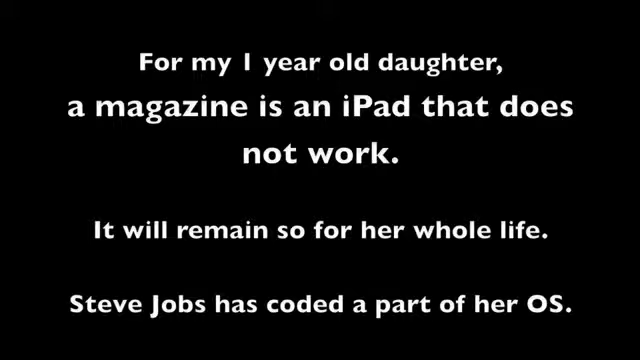 For my 1 year old daughter,
a magazine is an iPad that does
not work.
It will remain so for her whole life.
Steve Jobs has coded a part of her OS.